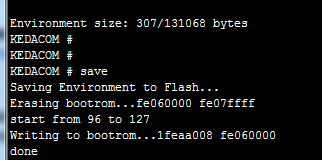 Environment size: 307/131068 bytes
KEDACOM #
KEDACOM #
KEDACOM # save
Saving Environment to Flash...
Erasing bootrom...fe060000 fe07ffff
start from 96 to 127
Writing to bootrom...1feaa008 fe060000
done